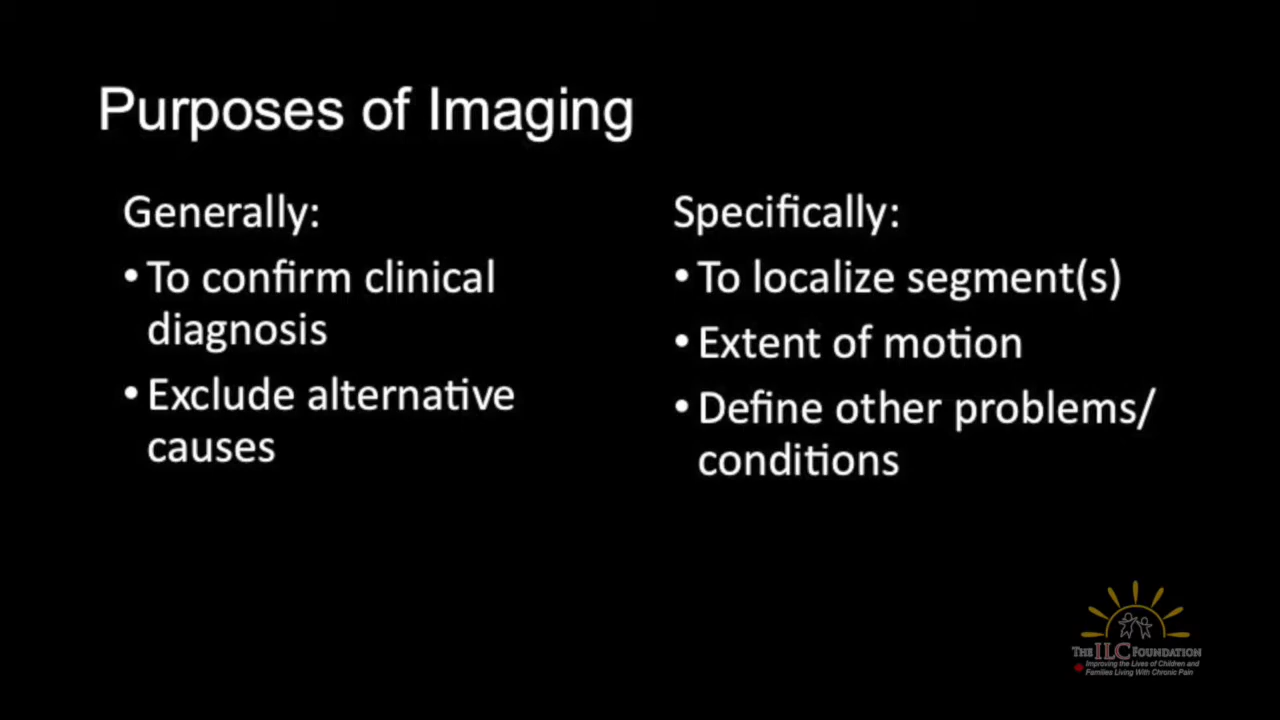 Purposes of Imaging
Generally:
• To confirm clinical
diagnosis
• Exclude alternative
causes
Specifically:
• To localize segment(s)
• Extent of motion
• Define other problems/
conditions
THE ILC FOUNDATION
Improving the Lives of Children and
Families Living With Chronic Pain